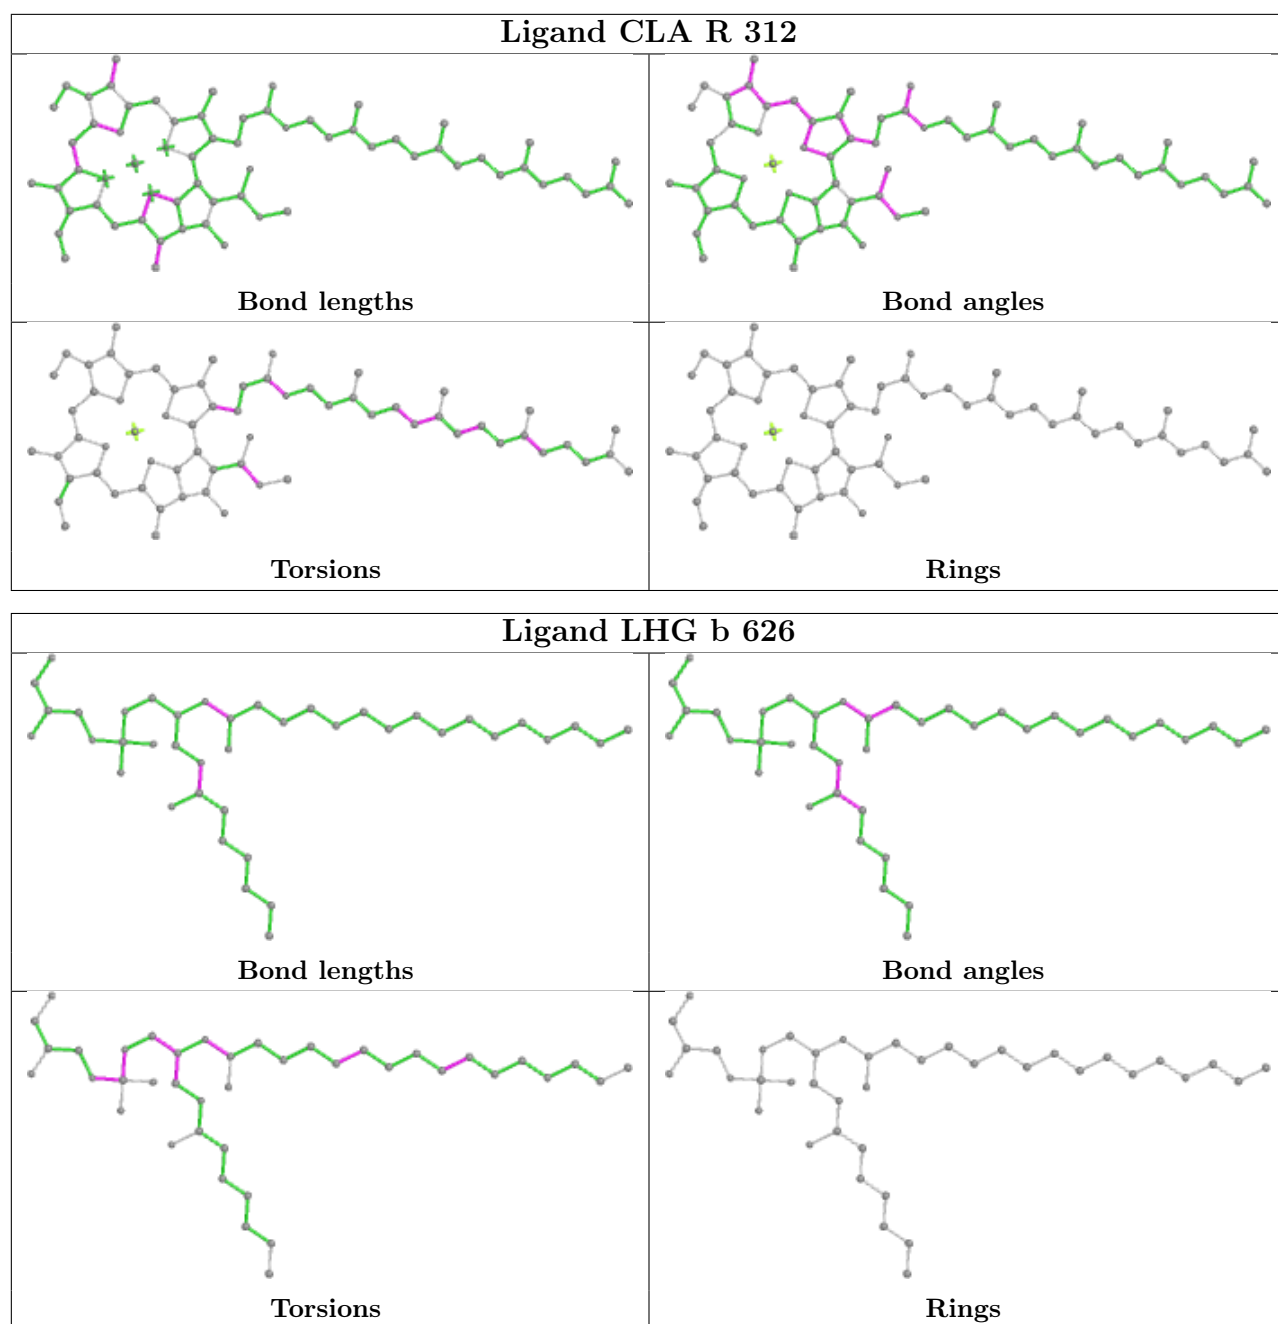 Ligand CLA R 312
Bond lengths
Bond angles
Torsions
Rings
Ligand LHG b 626
Bond lengths
Bond angles
Torsions
Rings